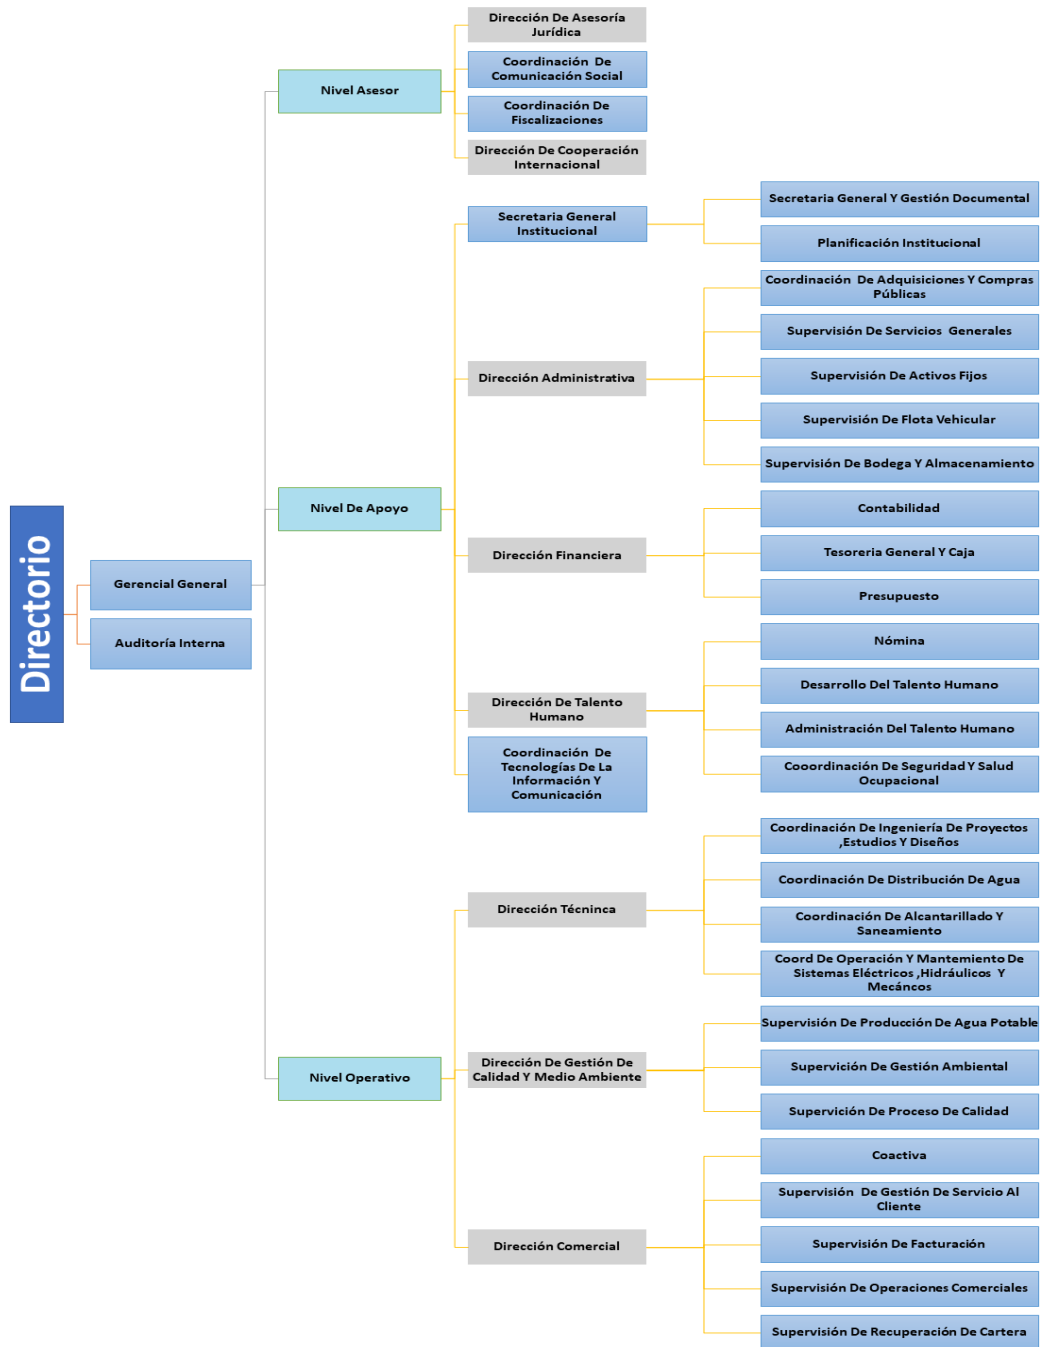 Directorio
Gerencial General
Auditoría Interna
Nivel Asesor
Dirección De Asesoría
Jurídica
Coordinación De
Comunicación Social
Coordinación De
Fiscalizaciones
Dirección De Cooperación
Internacional
Nivel De Apoyo
Secretaria General
Institucional
Secretaria General Y Gestión Documental
Planificación Institucional
Dirección Administrativa
Coordinación De Adquisiciones Y Compras
Públicas
Supervisión De Servicios Generales
Supervisión De Activos Fijos
Supervisión De Flota Vehicular
Supervisión De Bodega Y Almacenamiento
Dirección Financiera
Contabilidad
Tesoreria General Y Caja
Presupuesto
Dirección De Talento
Humano
Nómina
Desarrollo Del Talento Humano
Administración Del Talento Humano
Cooordinación De Seguridad Y Salud
Ocupacional
Coordinación De
Tecnologías De La
Información Y
Comunicación
Nivel Operativo
Dirección Técninca
Coordinación De Ingeniería De Proyectos
,Estudios Y Diseños
Coordinación De Distribución De Agua
Coordinación De Alcantarillado Y
Saneamiento
Coord De Operación Y Mantemiento De
Sistemas Eléctricos ,Hidráulicos Y
Mecáncos
Dirección De Gestión De
Calidad Y Medio Ambiente
Supervisión De Producción De Agua Potable
Supervición De Gestión Ambiental
Supervición De Proceso De Calidad
Dirección Comercial
Coactiva
Supervisión De Gestión De Servicio Al
Cliente
Supervisión De Facturación
Supervisión De Operaciones Comerciales
Supervisión De Recuperación De Cartera